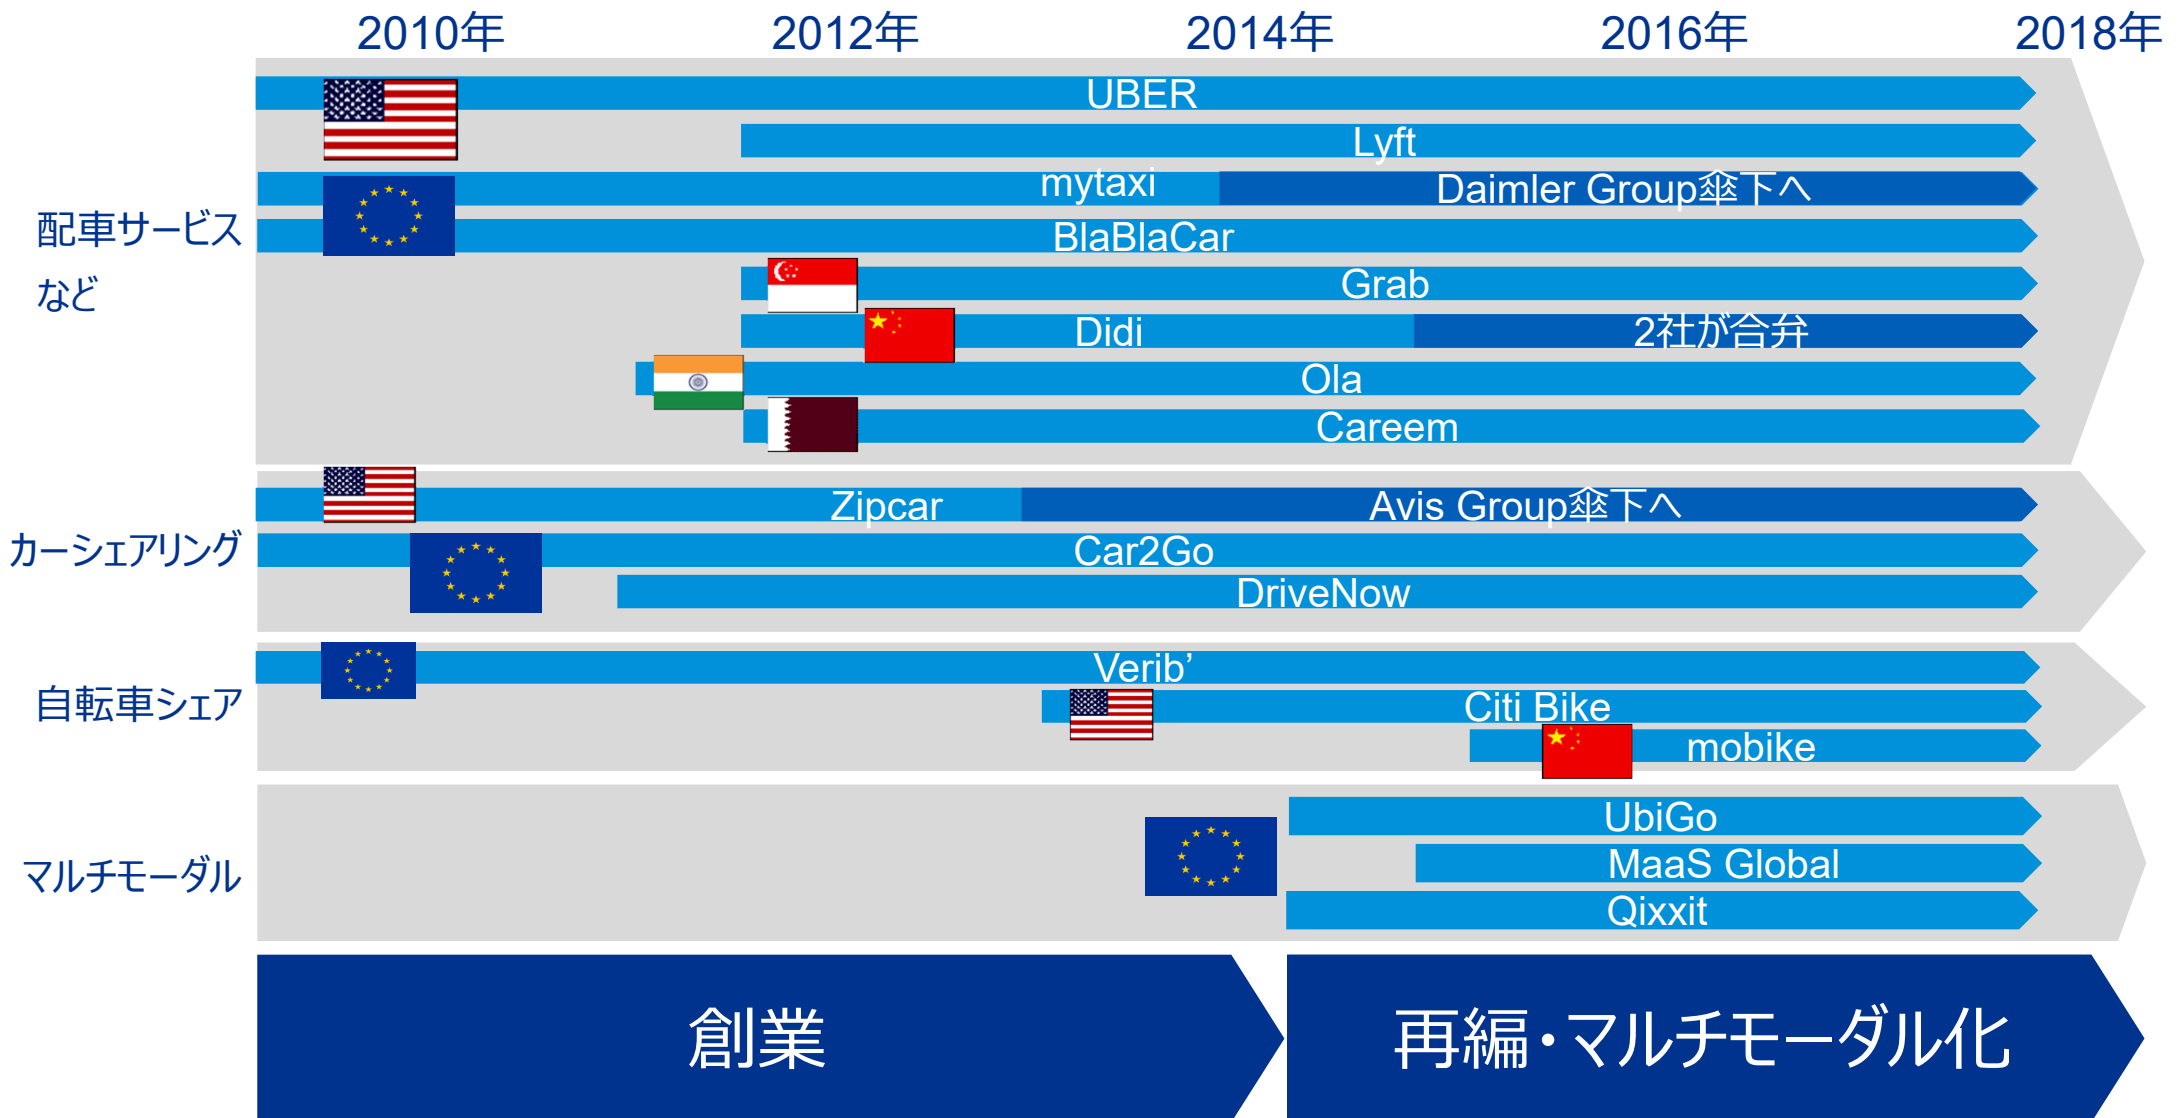 2010年 2012年 2014年 2016年 2018年
配車サービス
など
UBER
Lyft
mytaxi Daimler Group傘下へ
BlaBlaCar
Grab
Didi 2社が合弁
Ola
Careem
カーシェアリング
Zipcar Avis Group傘下へ
Car2Go
DriveNow
自転車シェア
Verib’
Citi Bike
mobike
マルチモーダル
UbiGo
MaaS Global
Qixxit
創業 再編・マルチモーダル化